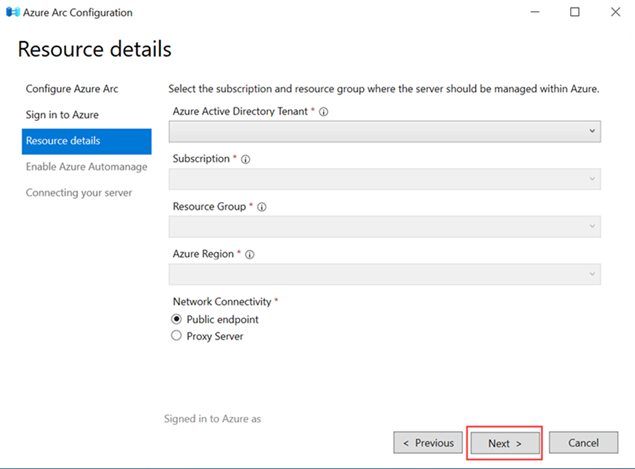 Azure Arc Configuration
Resource details
Configure Azure Arc
Sign in to Azure
Resource details
Enable Azure Automanage
Connecting your server
Select the subscription and resource group where the server should be managed within Azure.
Azure Active Directory Tenant *
Subscription *
Resource Group *
Azure Region *
Network Connectivity *
Public endpoint
Proxy Server
Signed in to Azure as
< Previous
Next >
Cancel